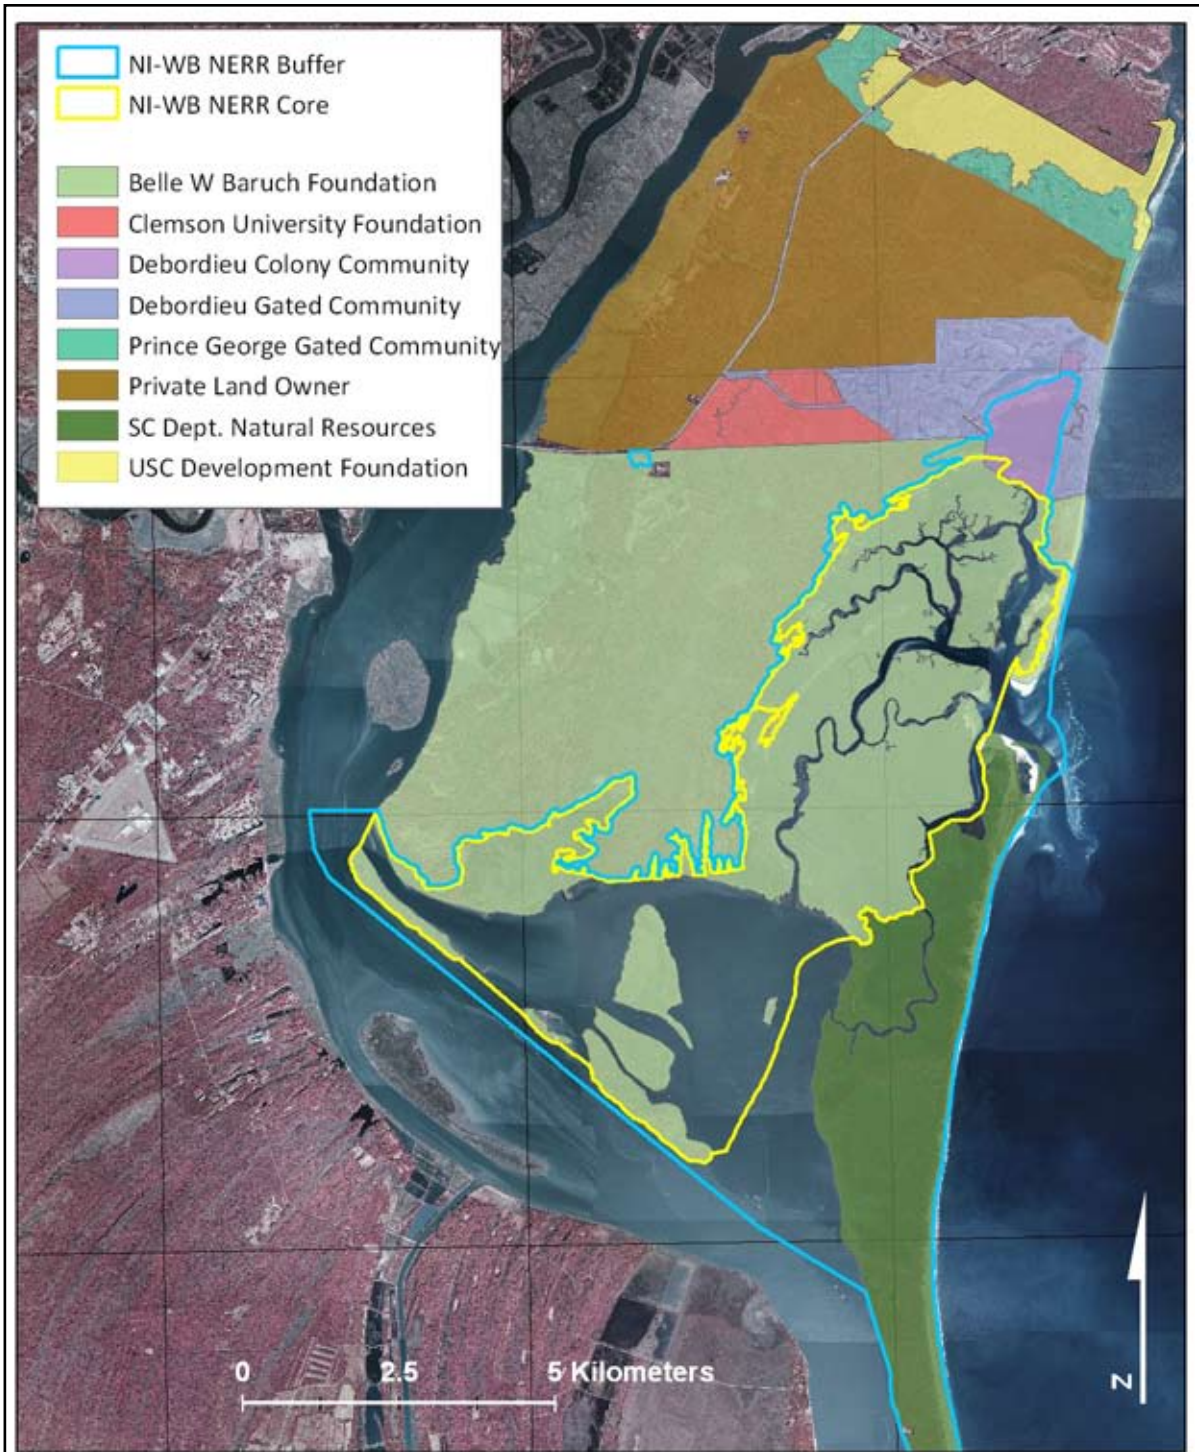 NI-WB NERR Buffer
NI-WB NERR Core
Belle W Baruch Foundation
Clemson University Foundation
Debordieu Colony Community
Debordieu Gated Community
Prince George Gated Community
Private Land Owner
SC Dept. Natural Resources
USC Development Foundation
0 2.5 5 Kilometers
N